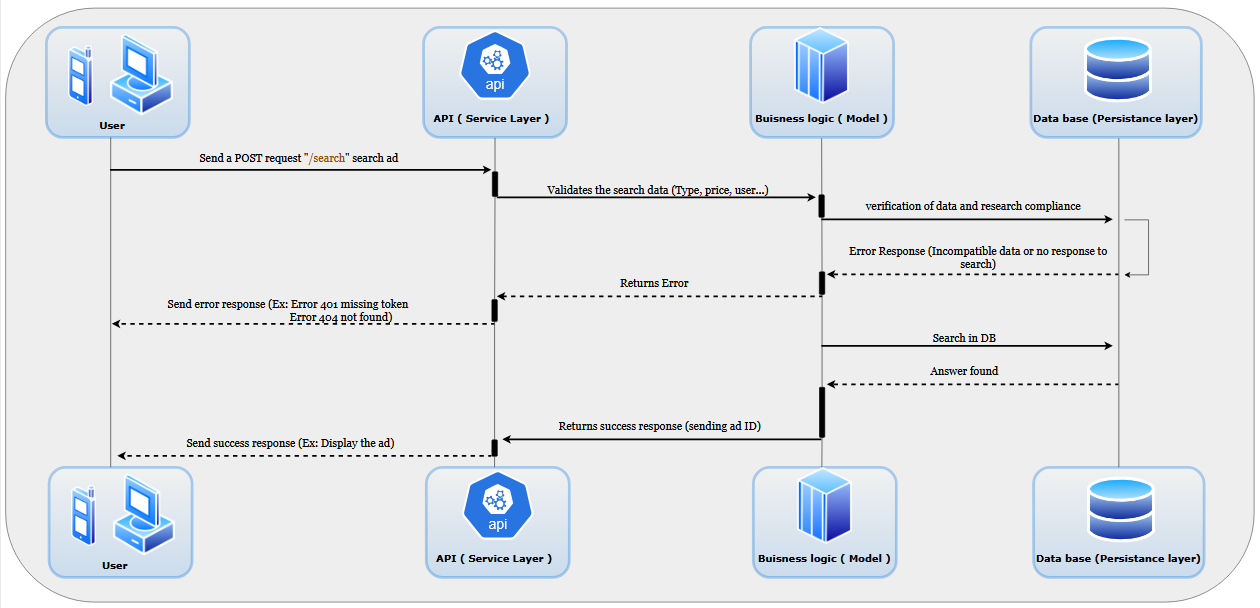 api
User
API ( Service Layer )
Buisness logic ( Model )
Data base (Persistance layer)
Send a POST request "/search" search ad
Validates the search data (Type, price, user...)
verification of data and research compliance
Error Response (Incompatible data or no response to
search)
Returns Error
Send error response (Ex: Error 401 missing token
Error 404 not found)
Search in DB
Answer found
Returns success response (sending ad ID)
Send success response (Ex: Display the ad)
api
User
API ( Service Layer )
Buisness logic ( Model )
Data base (Persistance layer)